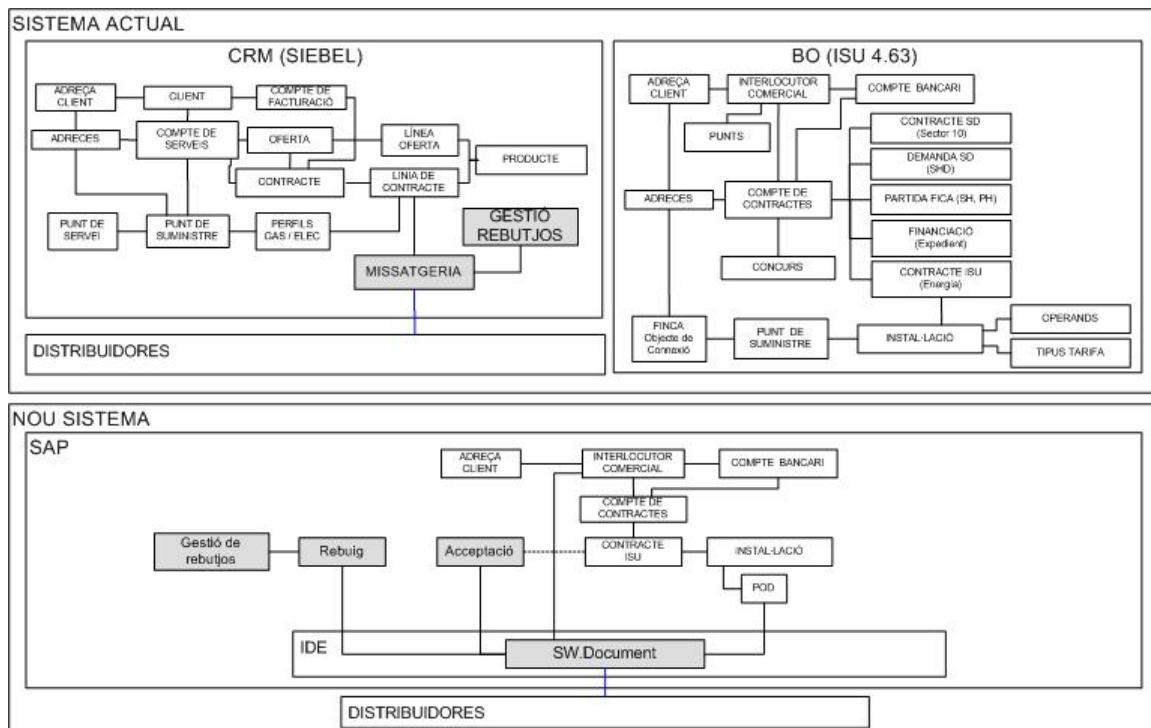 SISTEMA ACTUAL
CRM (SIEBEL)
ADREÇA
CLIENT
CLIENT
COMPTE DE
FACTURACIÓ
ADRECES
COMPTE DE
SERVEIS
OFERTA
LÍNEA
OFERTA
PRODUCTE
CONTRACTE
LINIA DE
CONTRACTE
PUNT DE
SERVEI
PUNT DE
SUMINISTRE
PERFILS
GAS / ELEC
GESTIÓ
REBUTJOS
MISSATGERIA
DISTRIBUIDORES
BO (ISU 4.63)
ADREÇA
CLIENT
INTERLOCUTOR
COMERCIAL
COMPTE BANCARI
PUNTS
CONTRACTE SD
(Sector 10)
DEMANDA SD
(SHD)
ADRECES
COMPTE DE
CONTRACTES
PARTIDA FICA (SH, PH)
FINANCIACIÓ
(Expedient)
CONCURS
CONTRACTE ISU
(Energía)
FINCA
Objecte de
Connexió
PUNT DE
SUMINISTRE
INSTAL·LACIÓ
OPERANDS
TIPUS TARIFA
NOU SISTEMA
SAP
ADREÇA
CLIENT
INTERLOCUTOR
COMERCIAL
COMPTE BANCARI
COMPTE DE
CONTRACTES
Gestió de
rebutjos
Rebuig
Acceptació
CONTRACTE
ISU
INSTAL·LACIÓ
POD
IDE
SW.Document
DISTRIBUIDORES